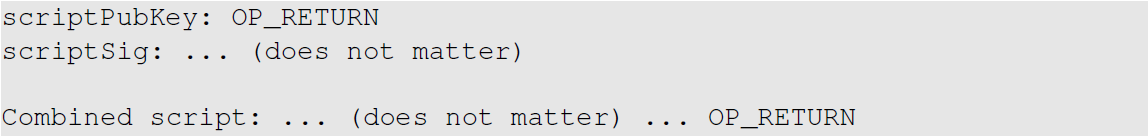 scriptPubKey: OP_RETURN
scriptSig: ... (does not matter)
Combined script: ... (does not matter) ... OP_RETURN